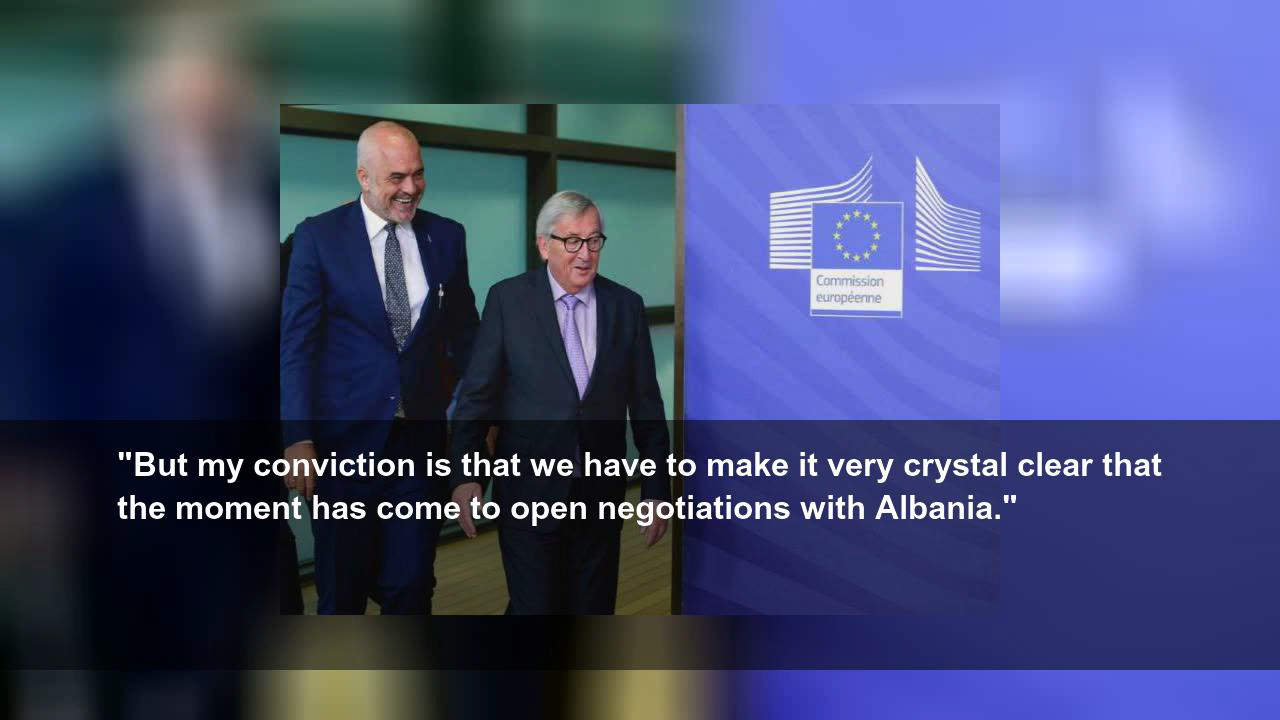 Commission
européenne
"But my conviction is that we have to make it very crystal clear that
the moment has come to open negotiations with Albania."